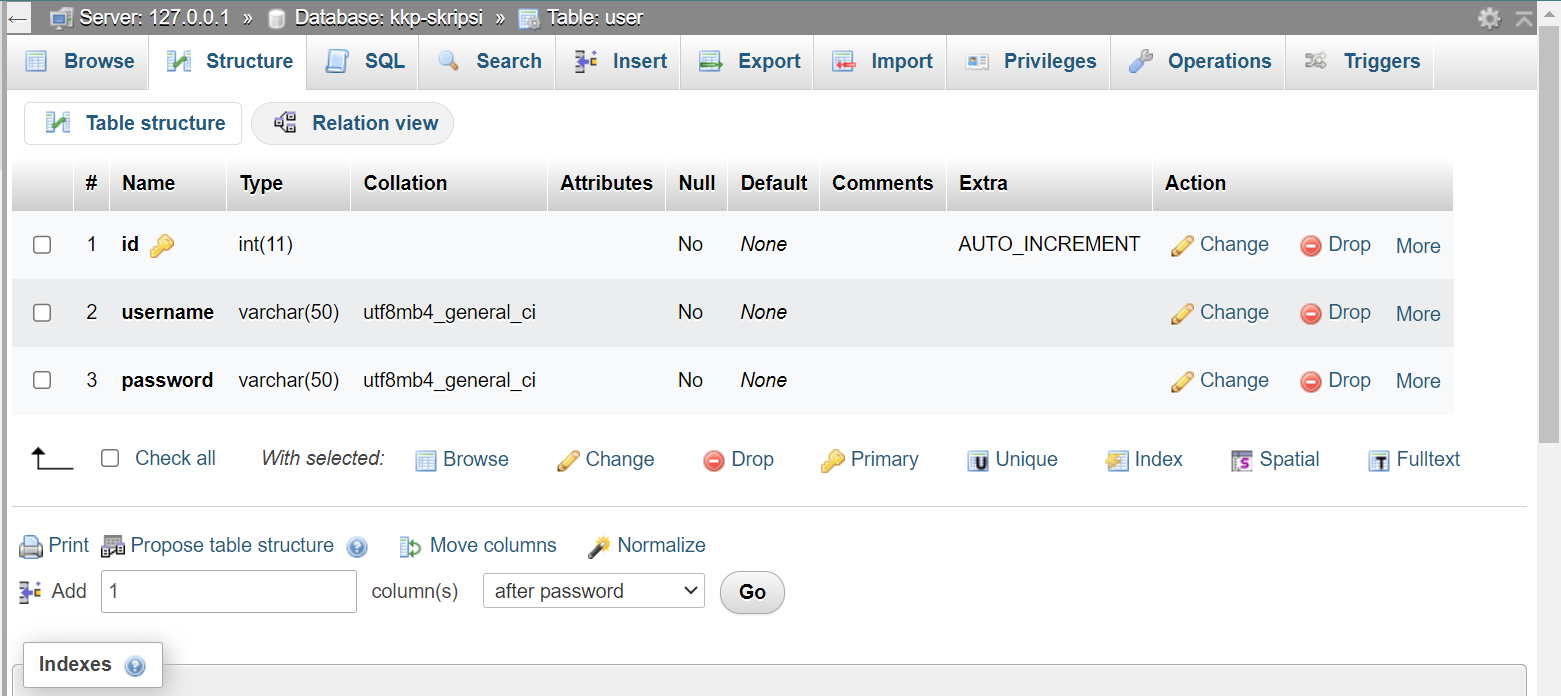 Server: 127.0.0.1 » Database: kkp-skripsi » Table: user
Browse Structure SQL Search Insert Export Import Privileges Operations Triggers
Table structure Relation view
# Name Type Collation Attributes Null Default Comments Extra Action
1 id int(11) No None AUTO_INCREMENT Change Drop More
2 username varchar(50) utf8mb4_general_ci No None Change Drop More
3 password varchar(50) utf8mb4_general_ci No None Change Drop More
Check all With selected: Browse Change Drop Primary Unique Index Spatial Fulltext
Print Propose table structure Move columns Normalize
Add 1 column(s) after password Go
Indexes